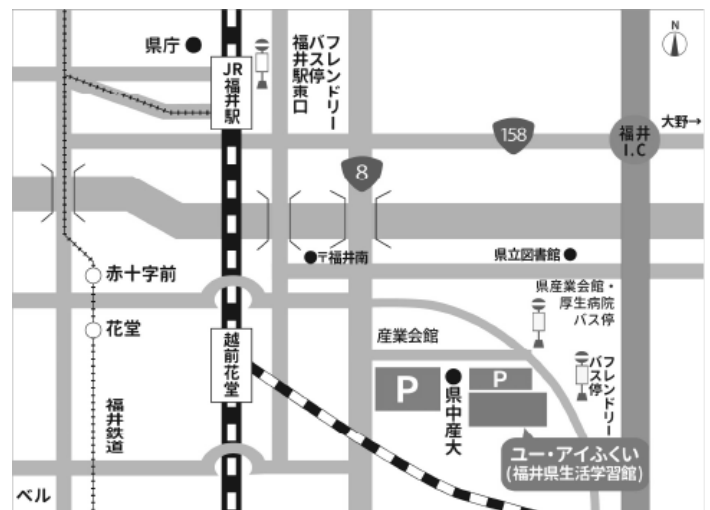 県庁
JR福井駅
フレンドリー
バス停
福井駅東口
N
大野→
158
福井
I.C
8
〒福井南
県立図書館
赤十字前
県産業会館・
厚生病院
バス停
花堂
産業会館
越前花堂
P
県中産大
P
フレンドリー
バス停
福井鉄道
ユー・アイふくい
(福井県生活学習館)
ベル